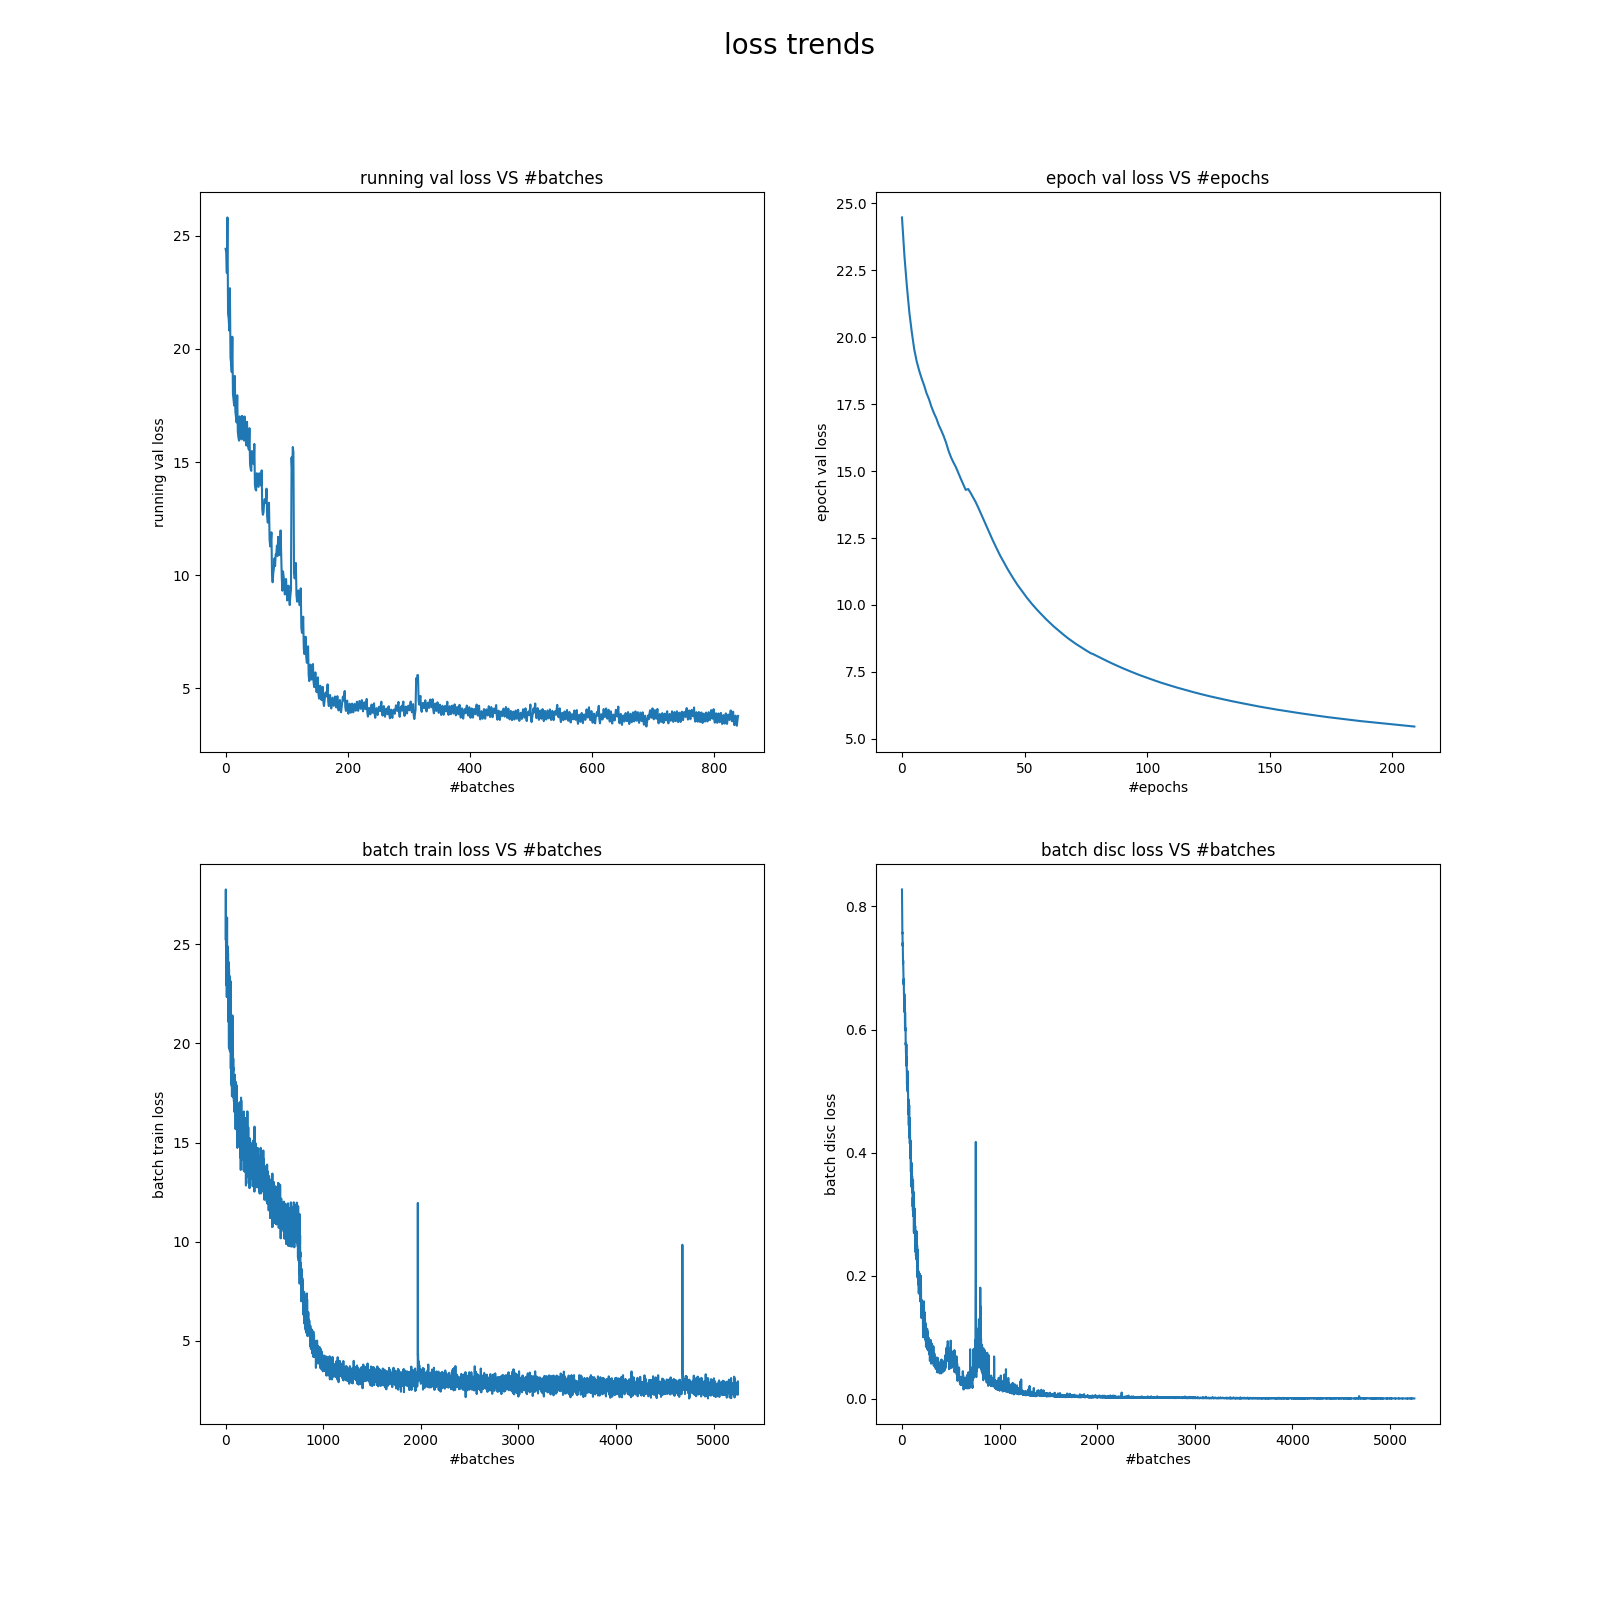 loss trends
running val loss VS #batches
25
20
15
10
5
running val loss
0 200 400 600 800
#batches
epoch val loss VS #epochs
25.0
22.5
20.0
17.5
15.0
12.5
10.0
7.5
5.0
epoch val loss
0 50 100 150 200
#epochs
batch train loss VS #batches
25
20
15
10
5
batch train loss
0 1000 2000 3000 4000 5000
#batches
batch disc loss VS #batches
0.8
0.6
0.4
0.2
0.0
batch disc loss
0 1000 2000 3000 4000 5000
#batches